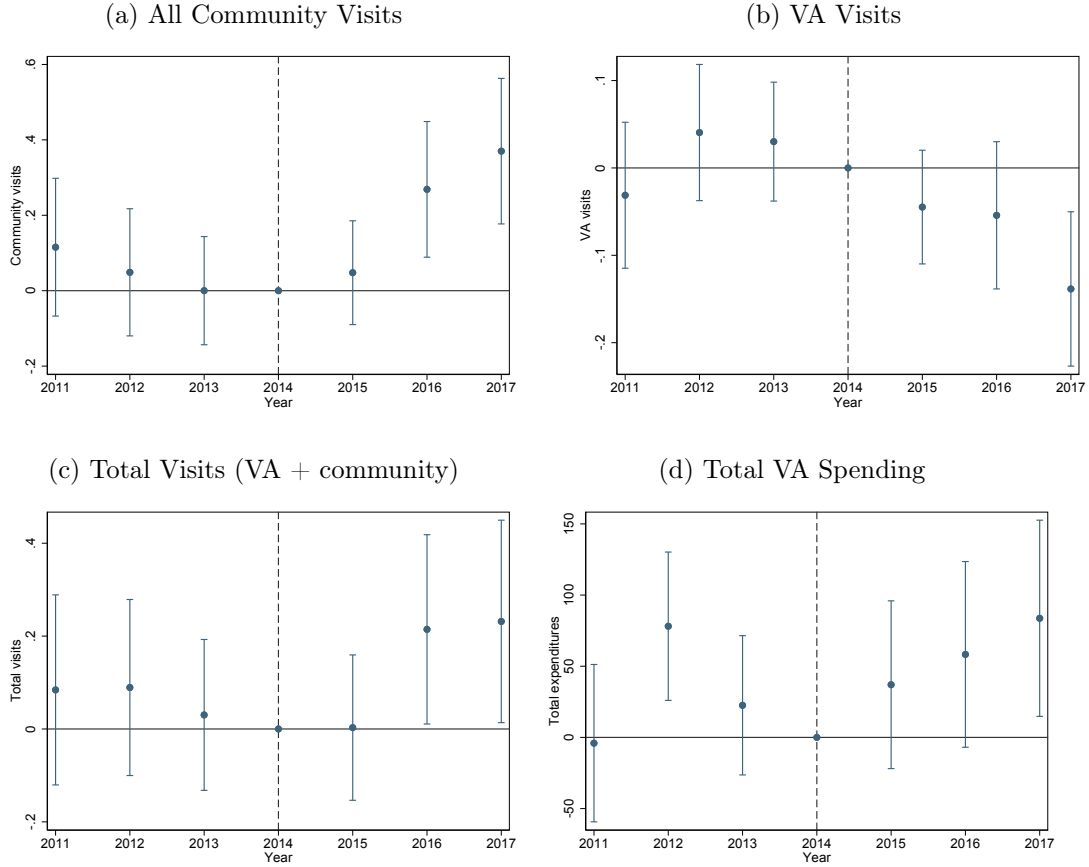 (a) All Community Visits
Community visits
.6
.4
.2
0
-.2
2011 2012 2013 2014 2015 2016 2017
Year
(b) VA Visits
VA visits
.1
0
-.1
-.2
2011 2012 2013 2014 2015 2016 2017
Year
(c) Total Visits (VA + community)
Total visits
.4
.2
0
-.2
2011 2012 2013 2014 2015 2016 2017
Year
(d) Total VA Spending
Total expenditures
150
100
50
0
-50
2011 2012 2013 2014 2015 2016 2017
Year